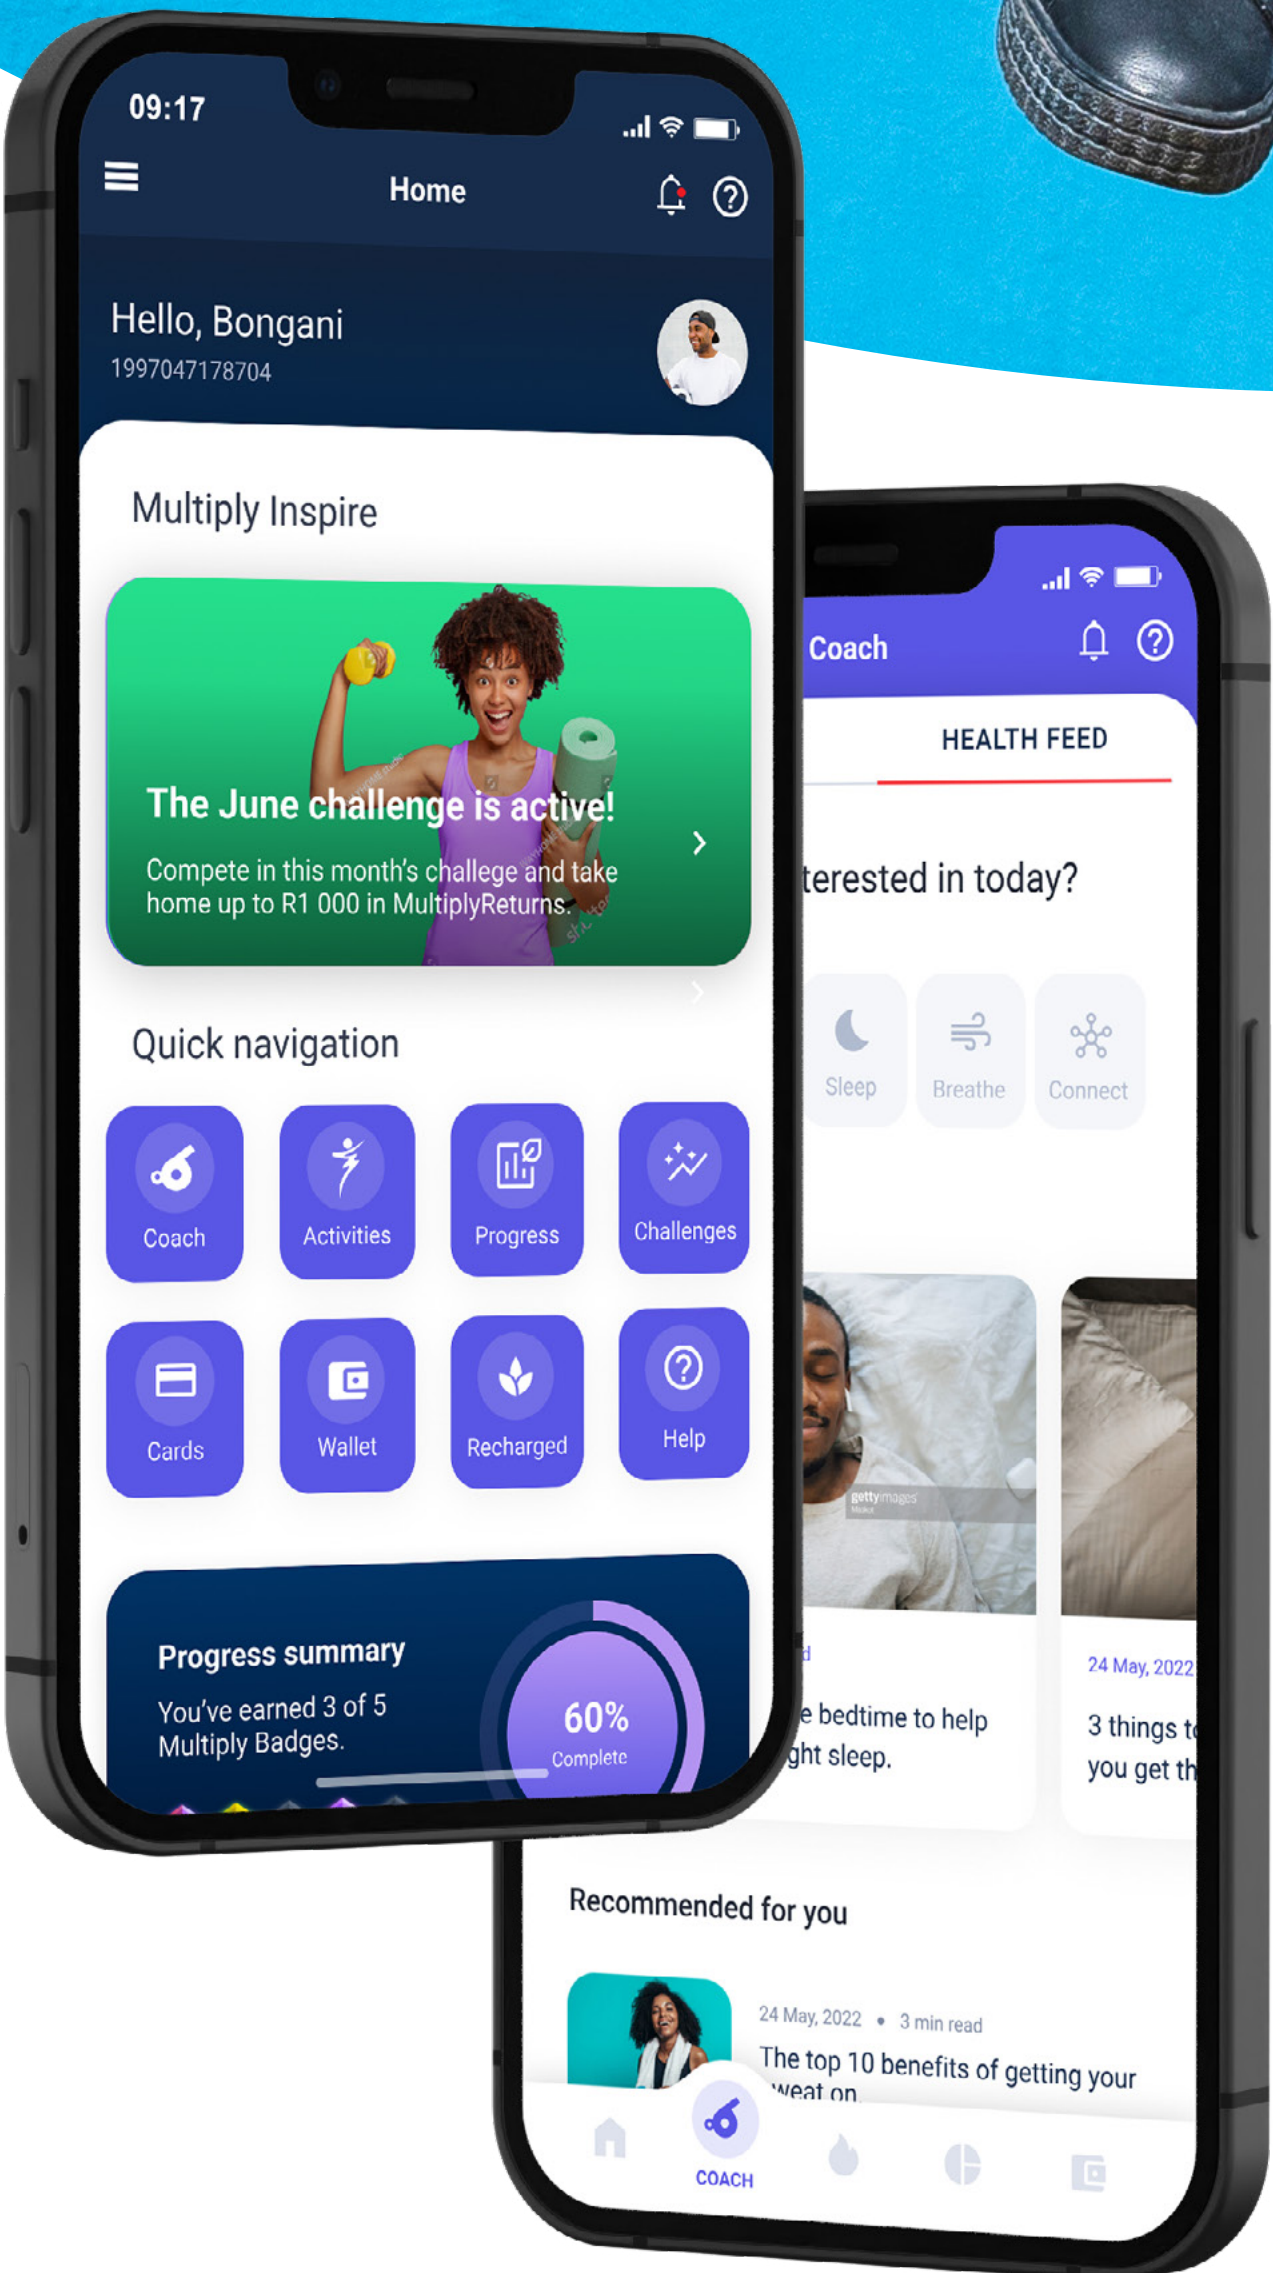 09:17
Home
Hello, Bongani
1997047178704
Multiply Inspire
The June challenge is active!
Compete in this month's challege and take
home up to R1 000 in MultiplyReturns.
Quick navigation
Coach
Activities
Progress
Challenges
Cards
Wallet
Recharged
Help
Progress summary
You've earned 3 of 5
Multiply Badges.
60%
Complete
Coach
HEALTH FEED
terested in today?
Sleep
Breathe
Connect
gettyimages
d
e bedtime to help
ght sleep.
24 May, 2022
3 things to
you get th
Recommended for you
24 May, 2022 • 3 min read
The top 10 benefits of getting your
weat on.
COACH